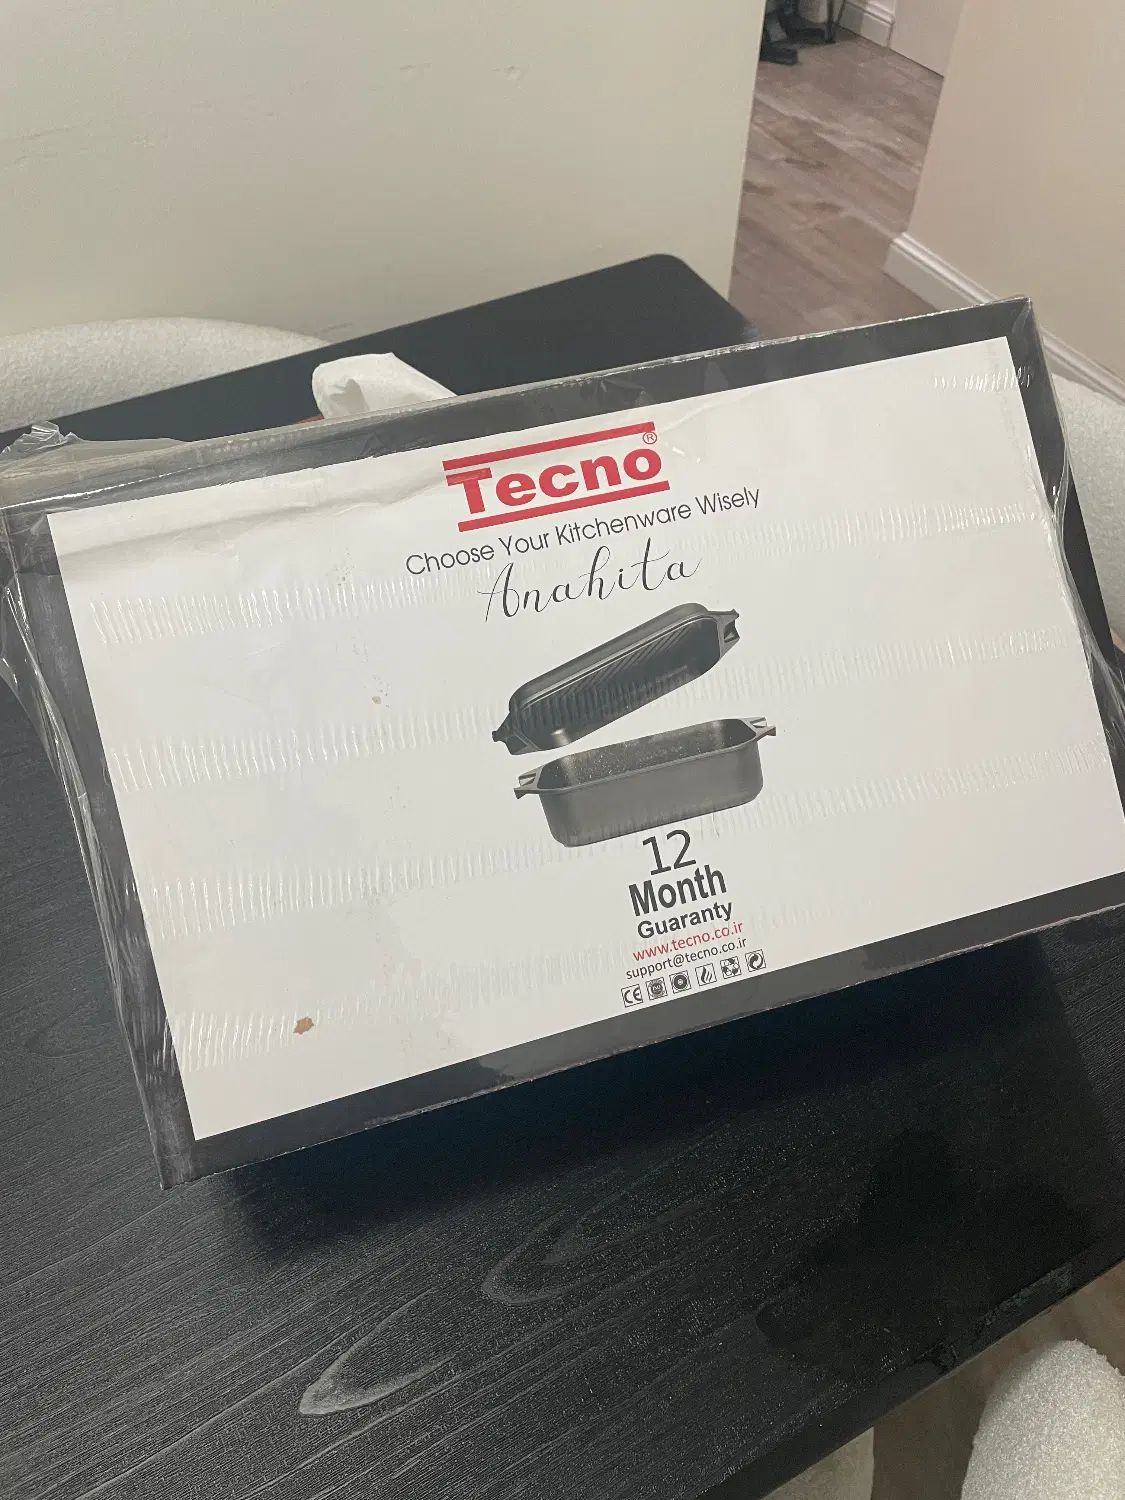 Tecno®
Choose Your Kitchenware Wisely
Anahita
12
Month
Guaranty
www.tecno.co.ir
support@tecno.co.ir
CE